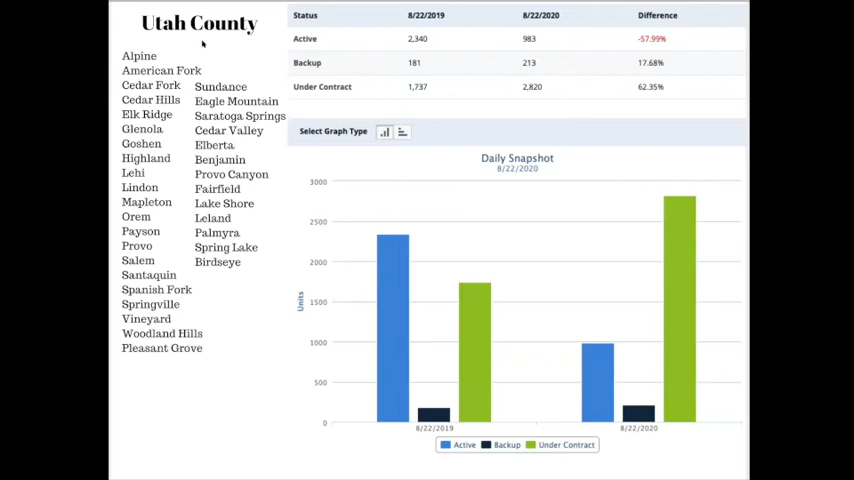 Utah County
Alpine
American Fork
Cedar Fork
Cedar Hills
Elk Ridge
Glenola
Goshen
Highland
Lehi
Lindon
Mapleton
Orem
Payson
Provo
Salem
Santaquin
Spanish Fork
Springville
Vineyard
Woodland Hills
Pleasant Grove
Sundance
Eagle Mountain
Saratoga Springs
Cedar Valley
Elberta
Benjamin
Provo Canyon
Fairfield
Lake Shore
Leland
Palmyra
Spring Lake
Birdseye
Status 8/22/2019 8/22/2020 Difference
Active 2,340 983 -57.99%
Backup 181 213 17.68%
Under Contract 1,737 2,820 62.35%
Select Graph Type
Daily Snapshot
8/22/2020
3000
2500
2000
1500
1000
500
0
Units
8/22/2019 8/22/2020
Active Backup Under Contract